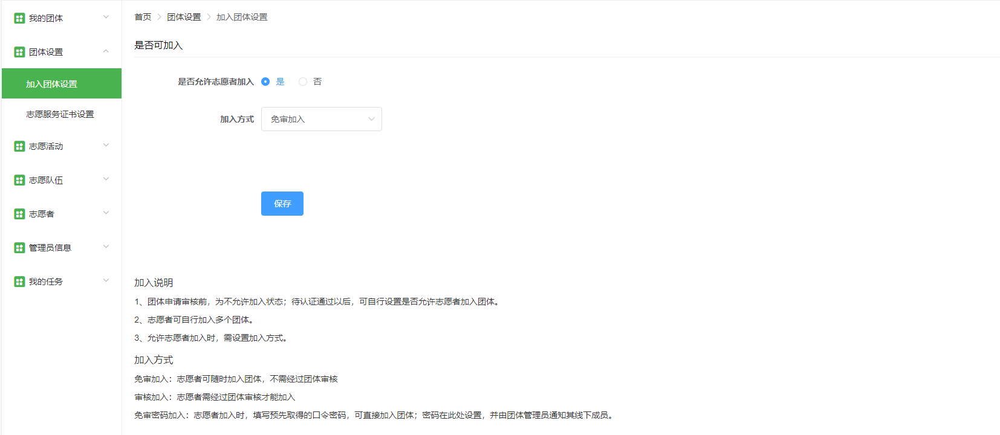 我的团体
团体设置
加入团体设置
志愿服务证书设置
志愿活动
志愿队伍
志愿者
管理员信息
我的任务
首页 > 团体设置 > 加入团体设置
是否可加入
是否允许志愿者加入 是 否
加入方式 免审加入
保存
加入说明
1、团体申请审核前，为不允许加入状态；待认证通过以后，可自行设置是否允许志愿者加入团体。
2、志愿者可自行加入多个团体。
3、允许志愿者加入时，需设置加入方式。
加入方式
免审加入：志愿者可随时加入团体，不需经过团体审核
审核加入：志愿者需经过团体审核才能加入
免审密码加入：志愿者加入时，填写预先取得的口令密码，可直接加入团体；密码在此处设置，并由团体管理员通知其线下成员。